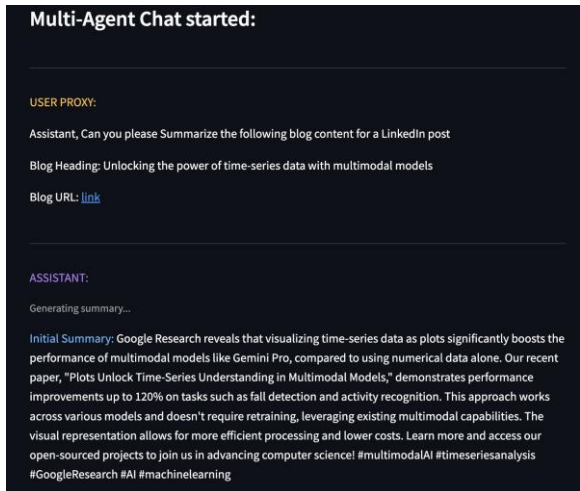 Multi-Agent Chat started:
USER PROXY:
Assistant, Can you please Summarize the following blog content for a LinkedIn post
Blog Heading: Unlocking the power of time-series data with multimodal models
Blog URL: link
ASSISTANT:
Generating summary...
Initial Summary: Google Research reveals that visualizing time-series data as plots significantly boosts the
performance of multimodal models like Gemini Pro, compared to using numerical data alone. Our recent
paper, "Plots Unlock Time-Series Understanding in Multimodal Models," demonstrates performance
improvements up to 120% on tasks such as fall detection and activity recognition. This approach works
across various models and doesn't require retraining, leveraging existing multimodal capabilities. The
visual representation allows for more efficient processing and lower costs. Learn more and access our
open-sourced projects to join us in advancing computer science! #multimodalAI #timeseriesanalysis
#GoogleResearch #AI #machinelearning